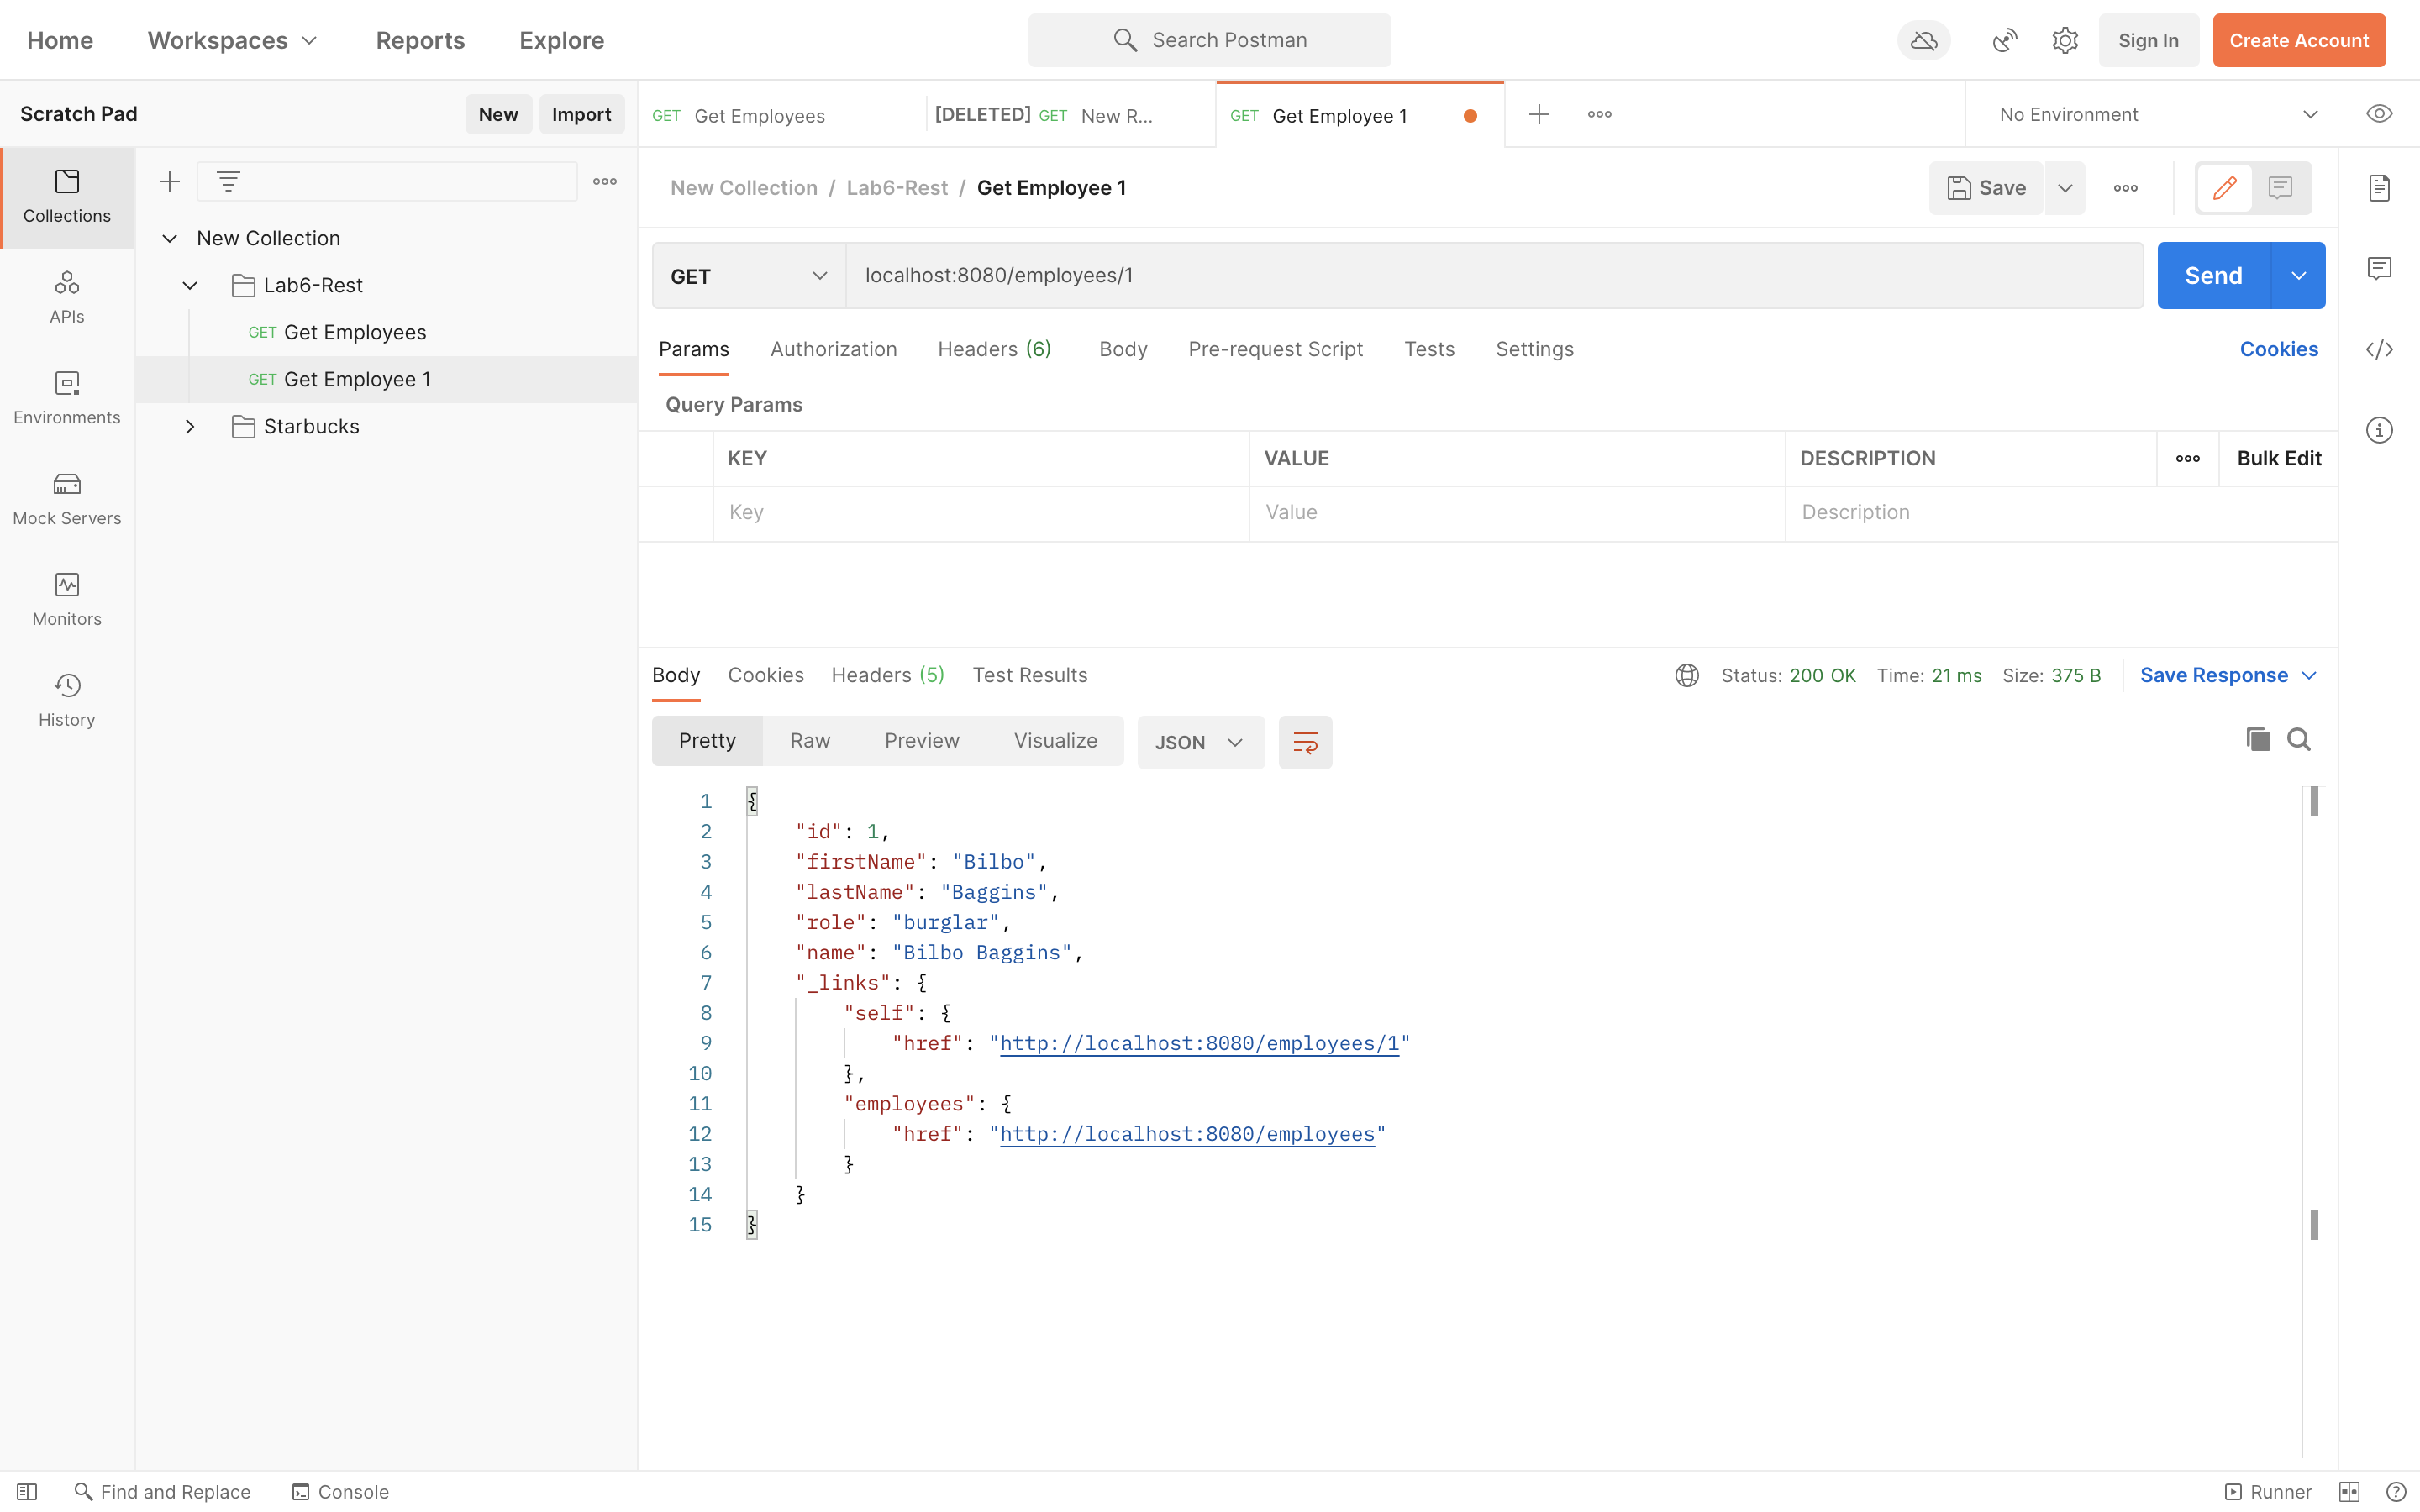 Home Workspaces Reports Explore Search Postman Sign In Create Account
Scratch Pad New Import GET Get Employees [DELETED] GET New R... GET Get Employee 1 No Environment
Collections
APIs
Environments
Mock Servers
Monitors
History
New Collection
Lab6-Rest
GET Get Employees
GET Get Employee 1
Starbucks
New Collection / Lab6-Rest / Get Employee 1 Save
GET localhost:8080/employees/1 Send
Params Authorization Headers (6) Body Pre-request Script Tests Settings Cookies
Query Params
KEY VALUE DESCRIPTION Bulk Edit
Key Value Description
Body Cookies Headers (5) Test Results Status: 200 OK Time: 21 ms Size: 375 B Save Response
Pretty Raw Preview Visualize JSON
1 {
2 "id": 1,
3 "firstName": "Bilbo",
4 "lastName": "Baggins",
5 "role": "burglar",
6 "name": "Bilbo Baggins",
7 "_links": {
8 "self": {
9 "href": "http://localhost:8080/employees/1"
10 },
11 "employees": {
12 "href": "http://localhost:8080/employees"
13 }
14 }
15 }
Find and Replace Console Runner